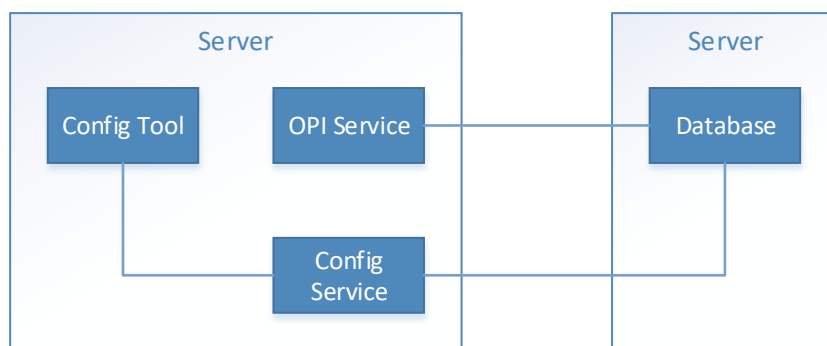 Server
Server
Config Tool
OPI Service
Database
Config
Service